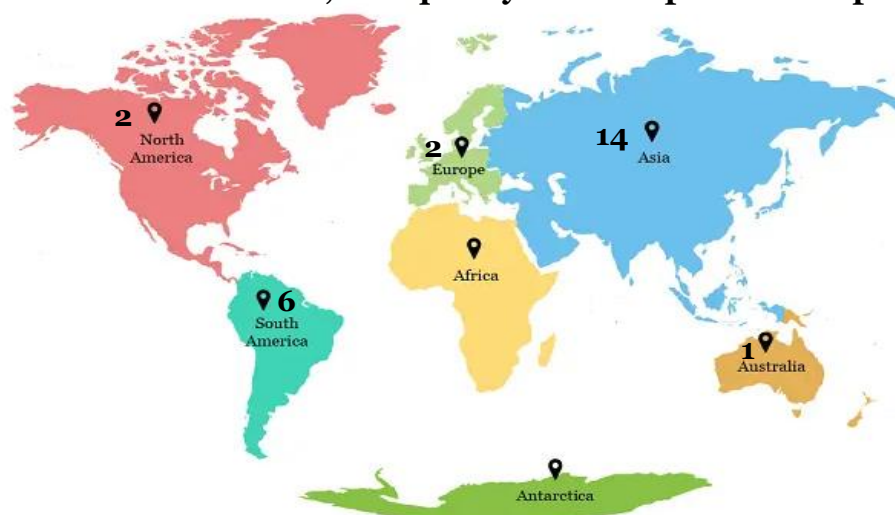 2
North
America
2
Europe
14
Asia
Africa
6
South
America
1
Australia
Antarctica